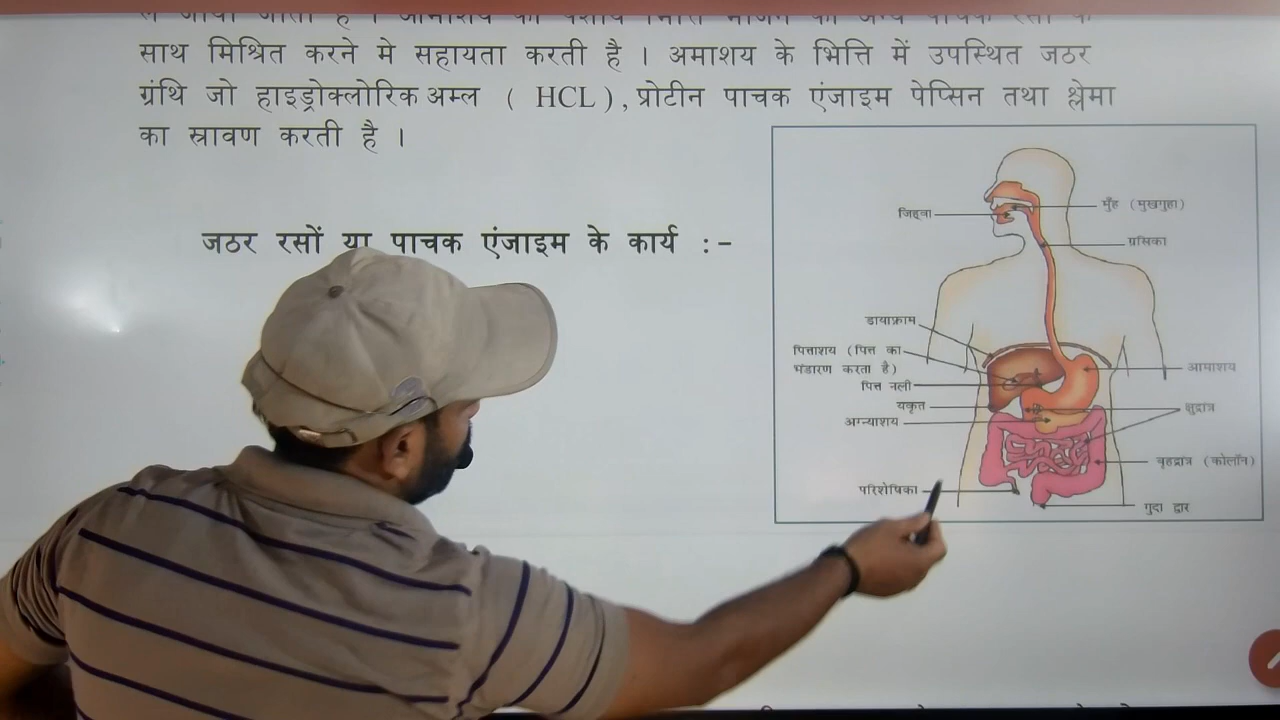 साथ मिश्रित करने मे सहायता करती है । अमाशय के भित्ति में उपस्थित जठर
ग्रंथि जो हाइड्रोक्लोरिक अम्ल ( HCL ) , प्रोटीन पाचक एंजाइम पेप्सिन तथा श्लेमा
का स्रावण करती है ।
जठर रसों या पाचक एंजाइम के कार्य :-
जिह्वा
मुँह (मुखगुहा)
ग्रसिका
डायाफ्राम
पित्ताशय (पित्त का
भंडारण करता है)
पित्त नली
यकृत
अग्न्याशय
परिशेषिका
आमाशय
क्षुद्रांत्र
वृहद्रांत्र (कोलॉन)
गुदा द्वार